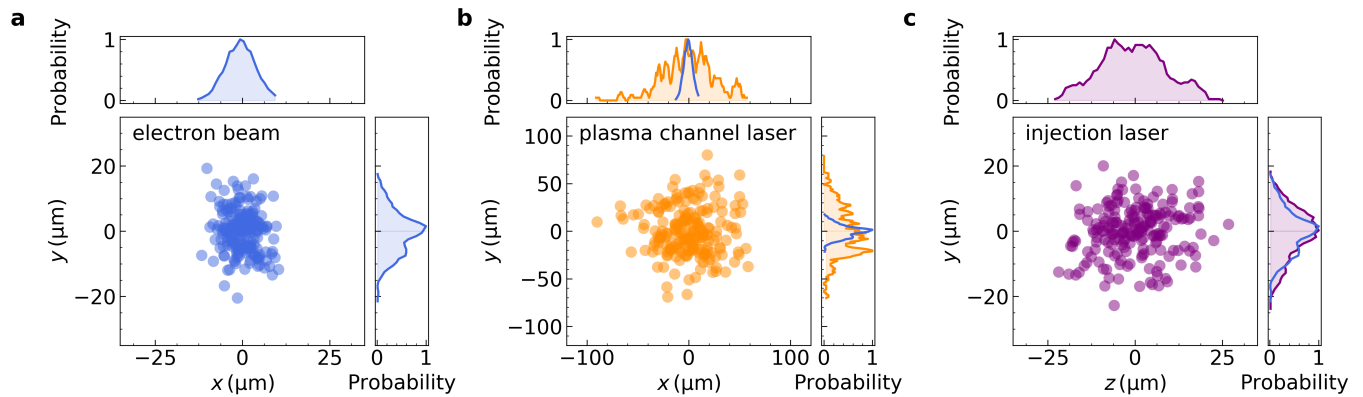 a
Probability
1
0
electron beam
20
0
−20
y (μm)
−25
0
25
x (μm)
0
1
Probability
b
Probability
1
0
plasma channel laser
100
50
0
−50
−100
y (μm)
−100
0
100
x (μm)
0
1
Probability
c
Probability
1
0
injection laser
20
0
−20
y (μm)
−25
0
25
z (μm)
0
1
Probability